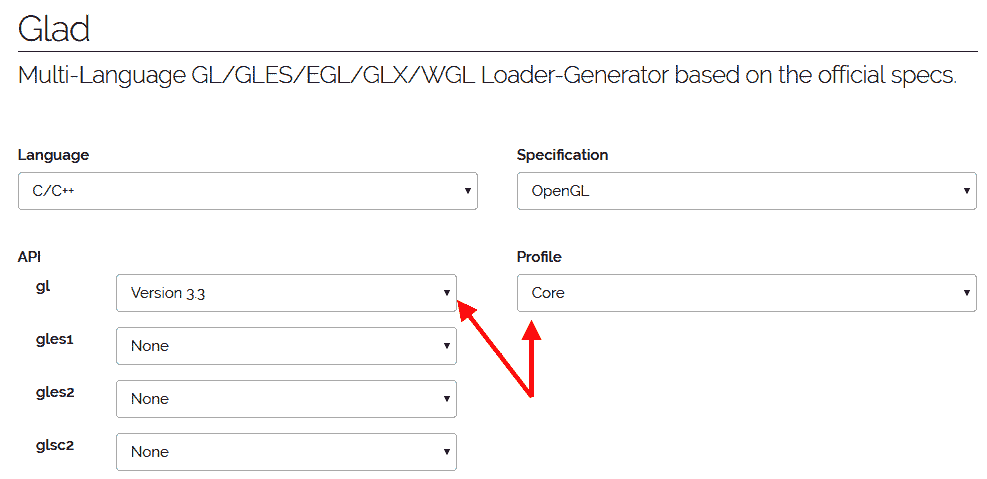 Glad
Multi-Language GL/GLES/EGL/GLX/WGL Loader-Generator based on the official specs.
Language
Specification
C/C++
OpenGL
API
Profile
gl
Version 3.3
Core
gles1
None
gles2
None
glsc2
None